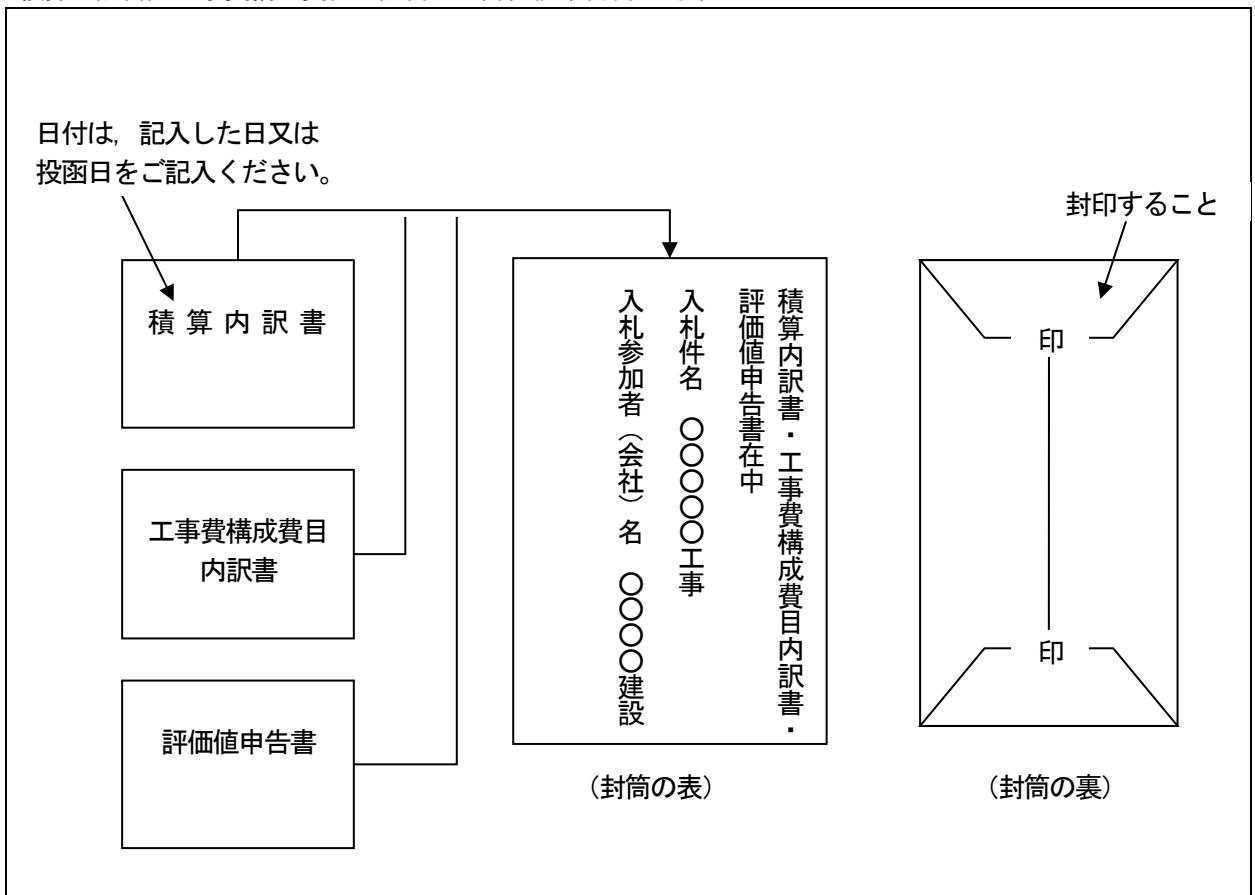 日付は，記入した日又は
投函日をご記入ください。
封印すること
積 算 内 訳 書
工事費構成費目
内訳書
評価値申告書
積算内訳書・工事費構成費目内訳書・
評価値申告書在中
入札件名　〇〇〇〇〇〇工事
入札参加者（会社）名　〇〇〇〇建設
印
印
（封筒の表）
（封筒の裏）